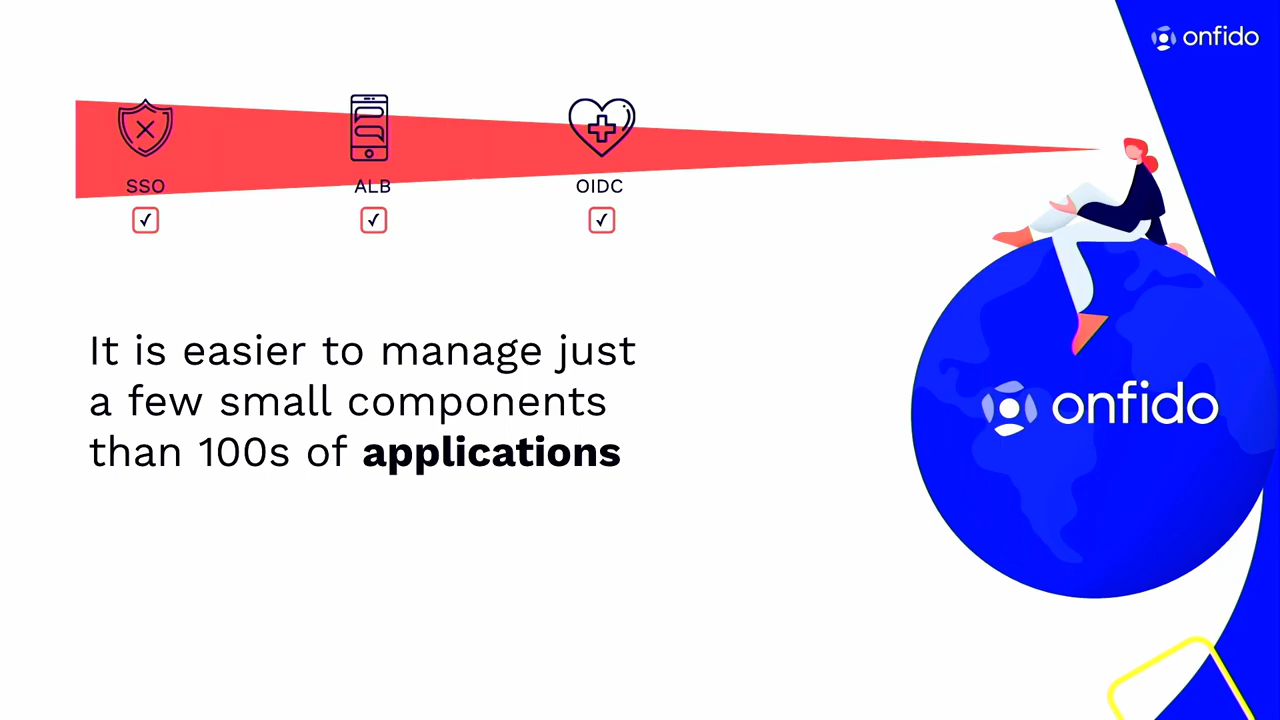 onfido
SSO
ALB
OIDC
It is easier to manage just
a few small components
than 100s of applications
onfido